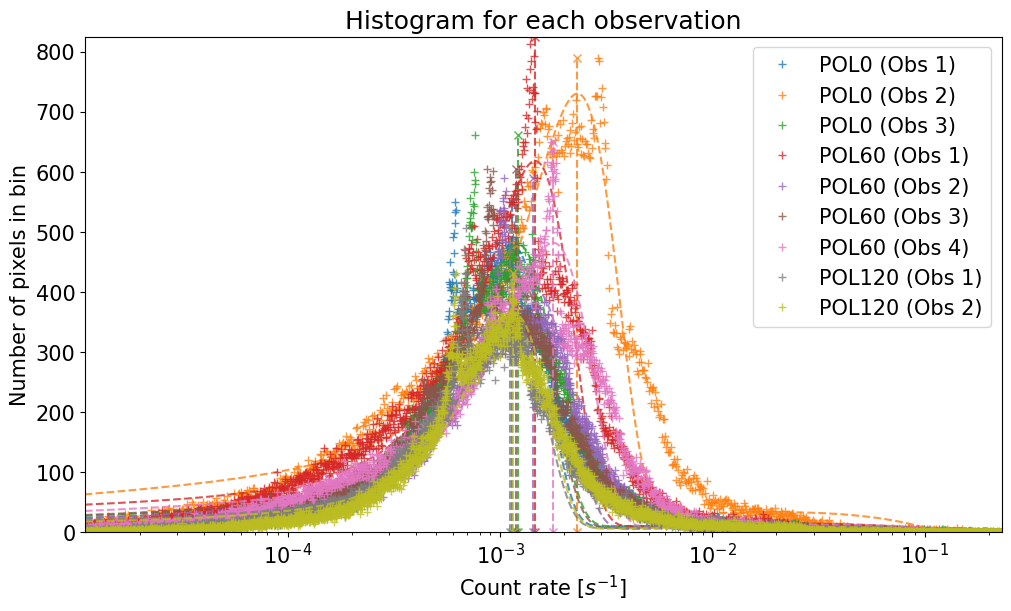 Histogram for each observation
Number of pixels in bin
800
700
600
500
400
300
200
100
0
POL0 (Obs 1)
POL0 (Obs 2)
POL0 (Obs 3)
POL60 (Obs 1)
POL60 (Obs 2)
POL60 (Obs 3)
POL60 (Obs 4)
POL120 (Obs 1)
POL120 (Obs 2)
10⁻⁴ 10⁻³ 10⁻² 10⁻¹
Count rate [s⁻¹]